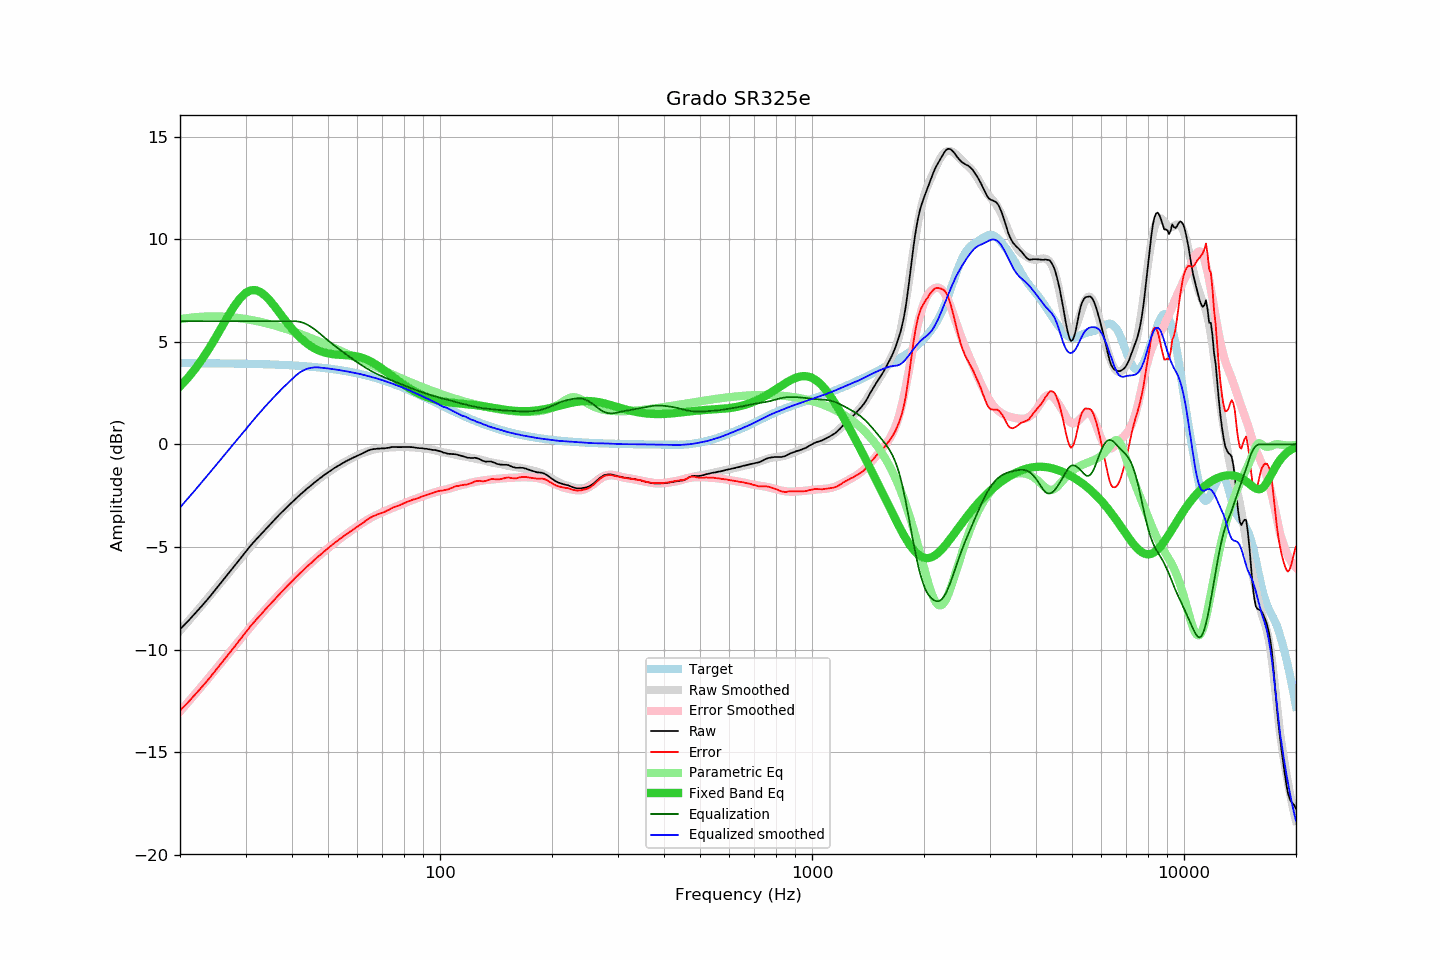 Grado SR325e
15
10
5
0
−5
−10
−15
−20
Amplitude (dBr)
Target
Raw Smoothed
Error Smoothed
Raw
Error
Parametric Eq
Fixed Band Eq
Equalization
Equalized smoothed
100
1000
10000
Frequency (Hz)